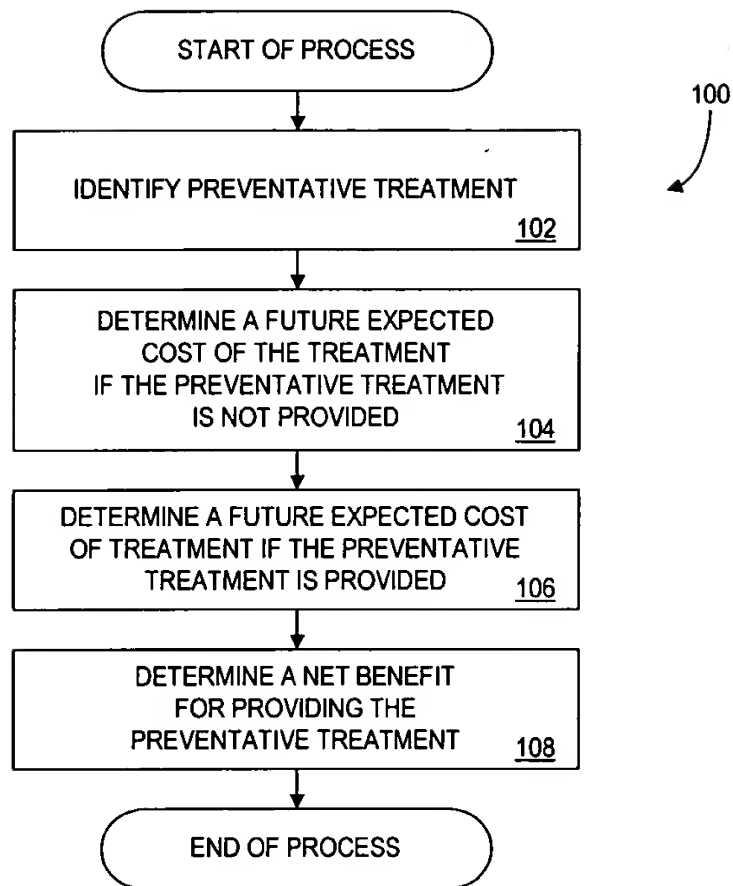 START OF PROCESS
100
IDENTIFY PREVENTATIVE TREATMENT
102
DETERMINE A FUTURE EXPECTED
COST OF THE TREATMENT
IF THE PREVENTATIVE TREATMENT
IS NOT PROVIDED
104
DETERMINE A FUTURE EXPECTED COST
OF TREATMENT IF THE PREVENTATIVE
TREATMENT IS PROVIDED
106
DETERMINE A NET BENEFIT
FOR PROVIDING THE
PREVENTATIVE TREATMENT
108
END OF PROCESS